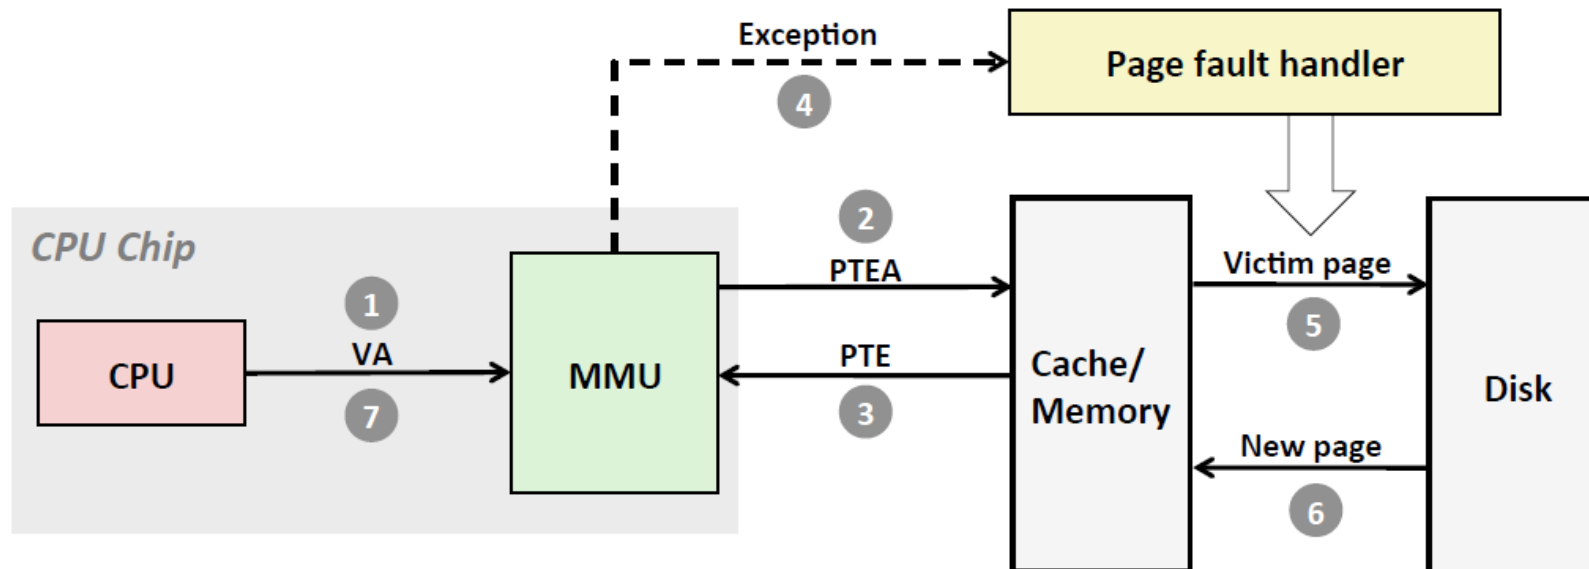 Exception
4
Page fault handler
CPU Chip
2
PTEA
1
VA
7
CPU
MMU
PTE
3
Cache/
Memory
Victim page
5
Disk
New page
6